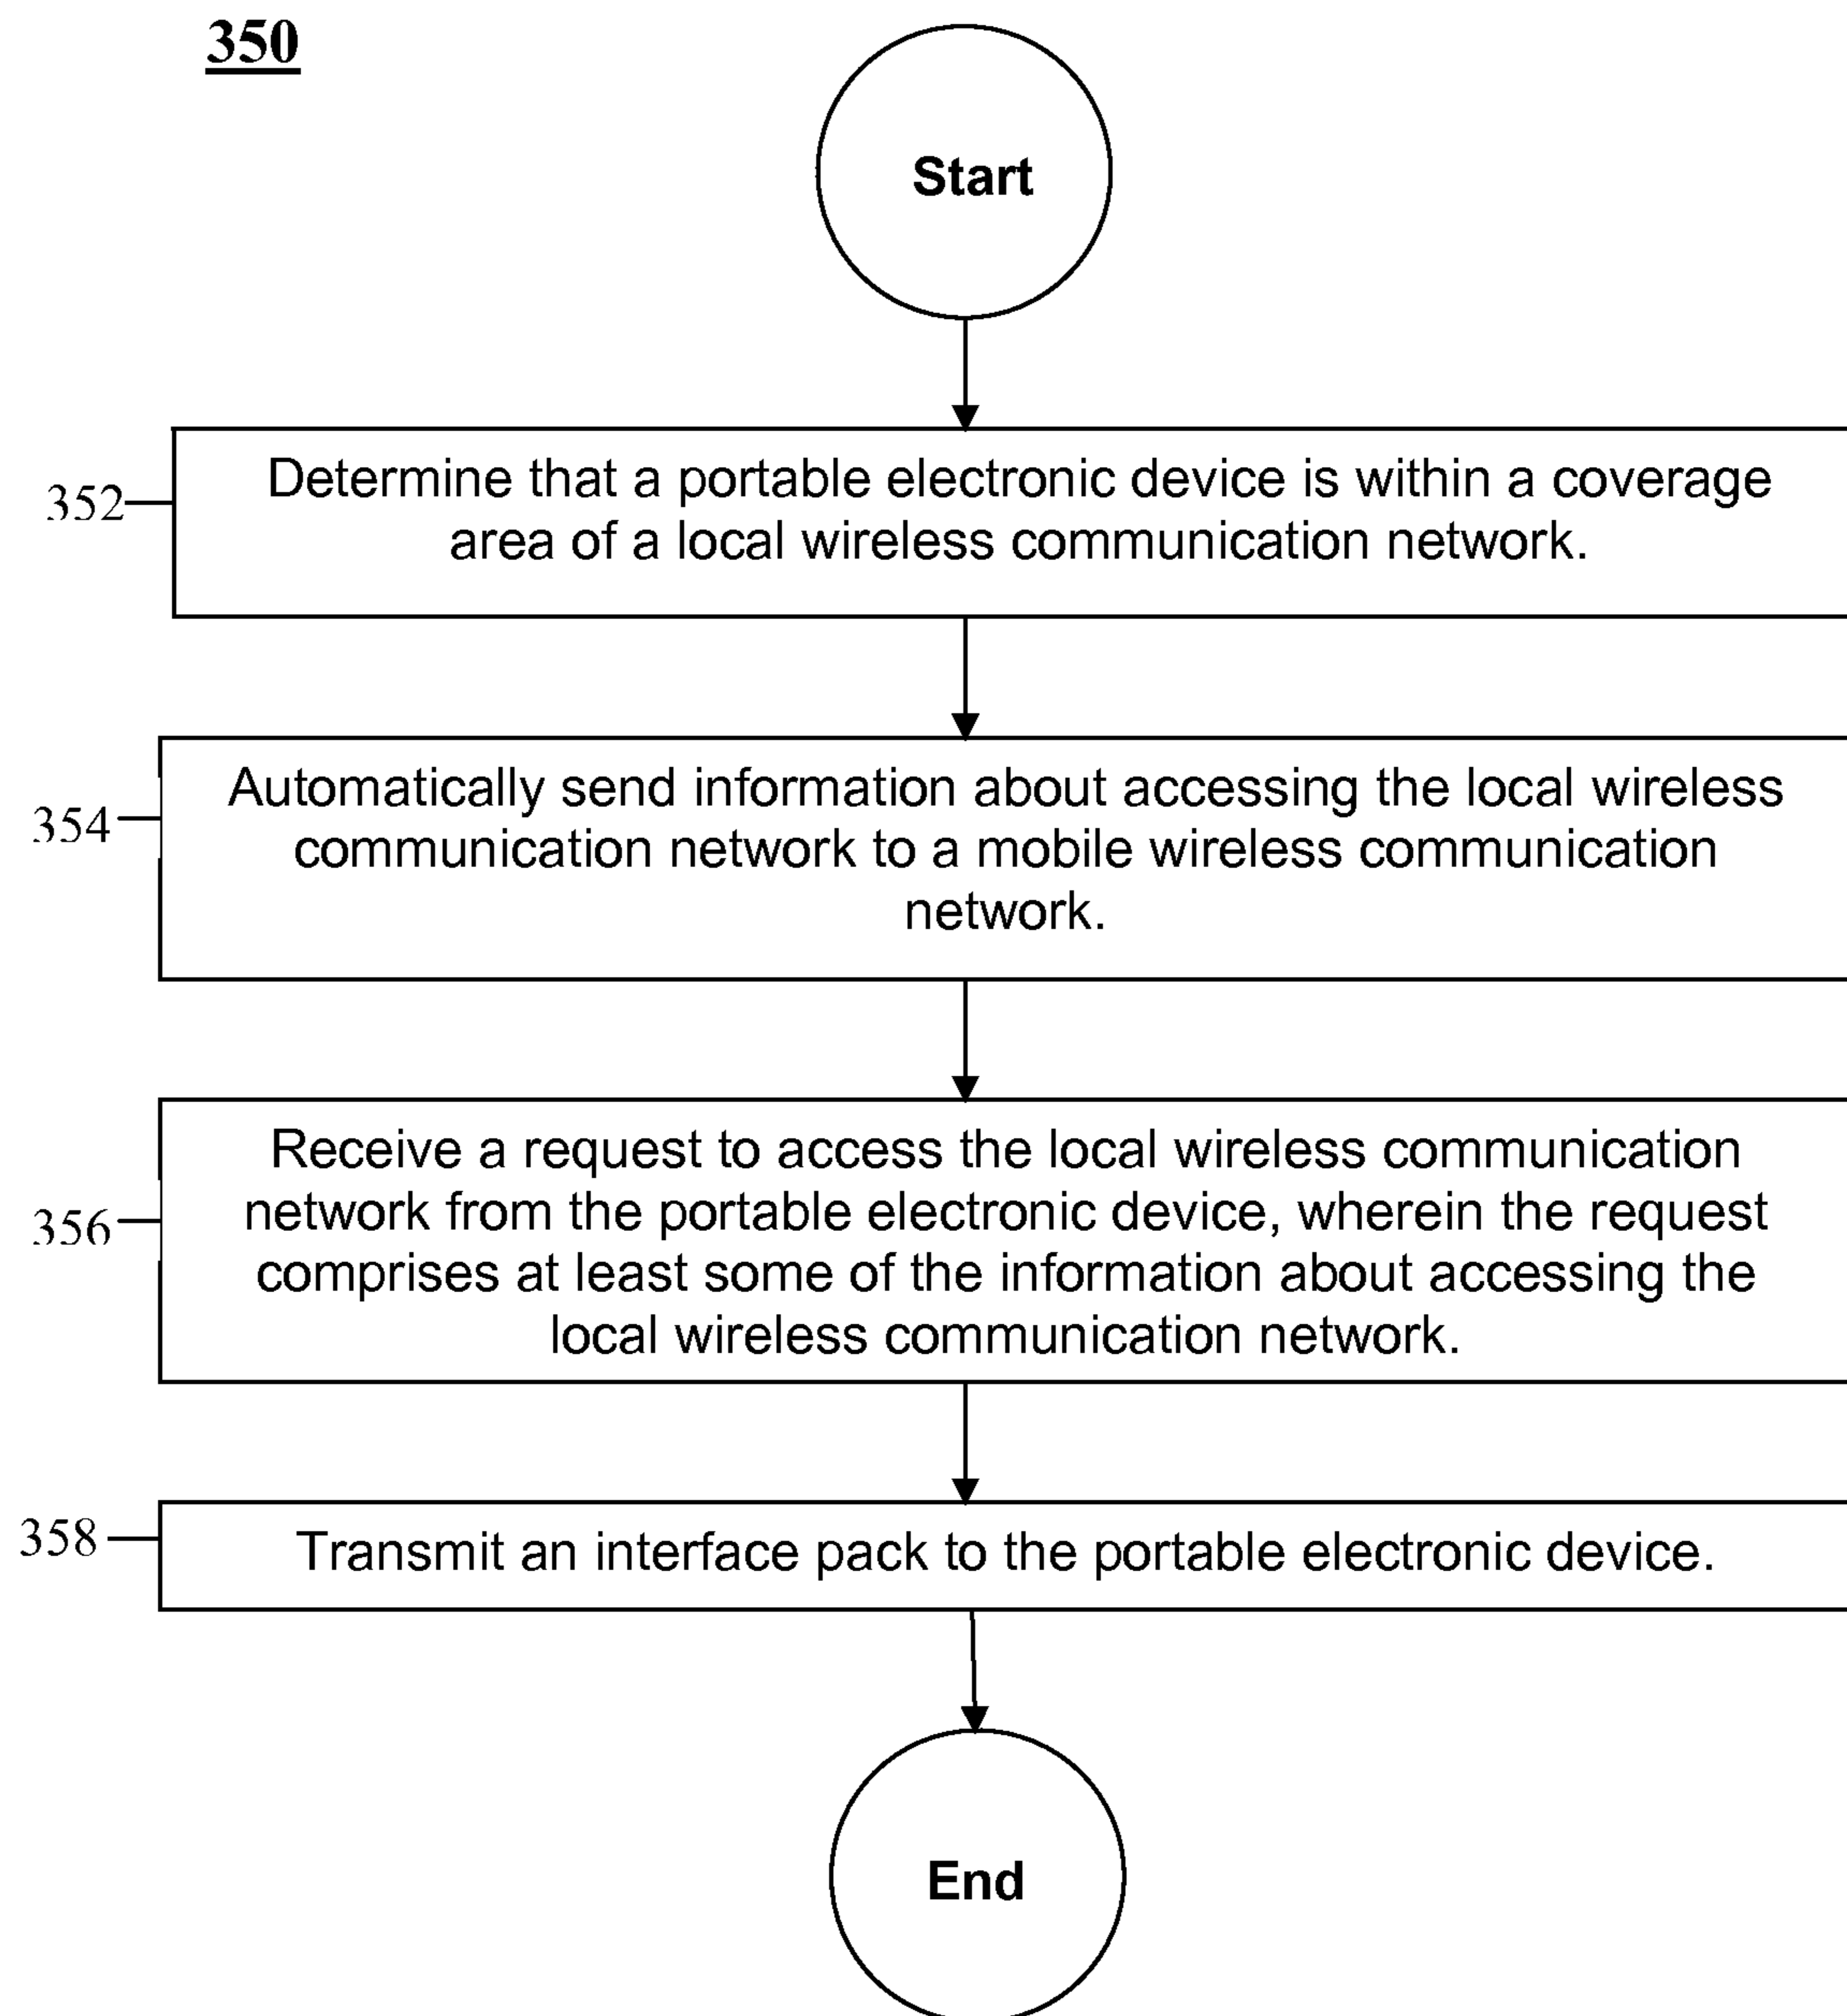 350
Start
352
Determine that a portable electronic device is within a coverage
area of a local wireless communication network.
354
Automatically send information about accessing the local wireless
communication network to a mobile wireless communication
network.
356
Receive a request to access the local wireless communication
network from the portable electronic device, wherein the request
comprises at least some of the information about accessing the
local wireless communication network.
358
Transmit an interface pack to the portable electronic device.
End